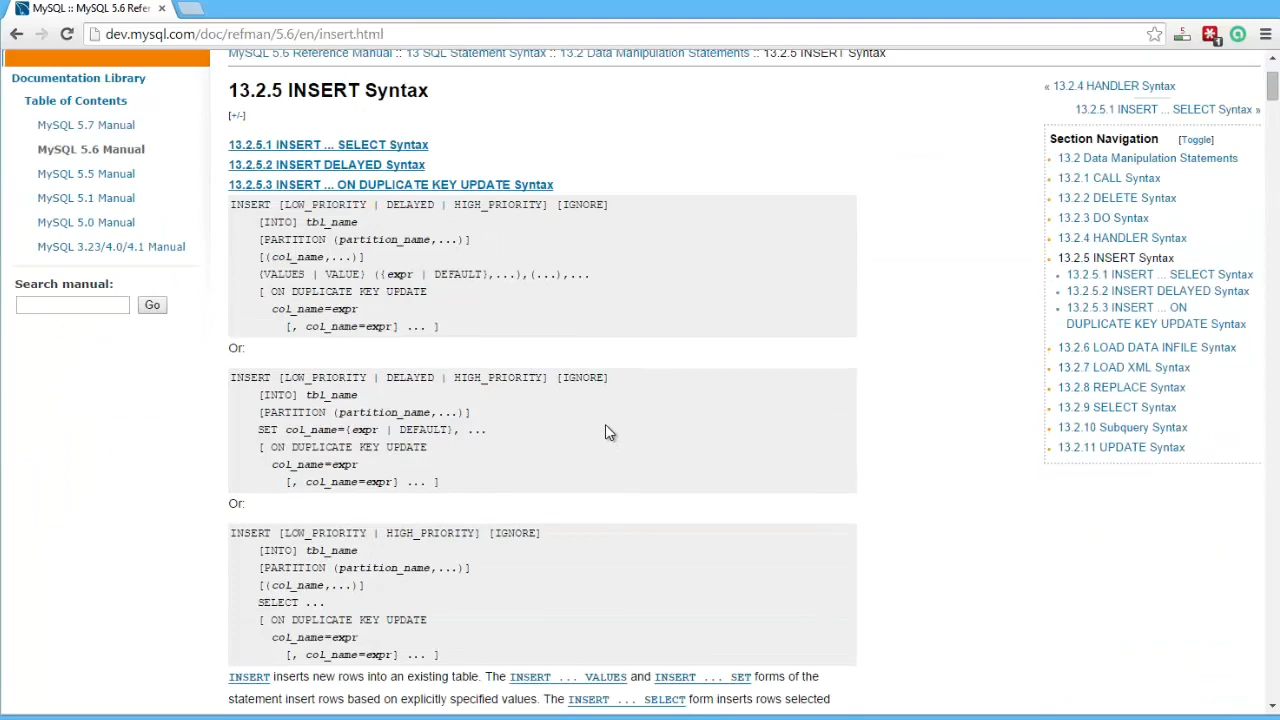 MySQL :: MySQL 5.6 Refer
dev.mysql.com/doc/refman/5.6/en/insert.html
5
1
MySQL 5.6 Reference Manual :: 13 SQL Statement Syntax :: 13.2 Data Manipulation Statements :: 13.2.5 INSERT Syntax
Documentation Library
Table of Contents
MySQL 5.7 Manual
MySQL 5.6 Manual
MySQL 5.5 Manual
MySQL 5.1 Manual
MySQL 5.0 Manual
MySQL 3.23/4.0/4.1 Manual
Search manual:
Go
13.2.5 INSERT Syntax
[+/-]
13.2.5.1 INSERT ... SELECT Syntax
13.2.5.2 INSERT DELAYED Syntax
13.2.5.3 INSERT ... ON DUPLICATE KEY UPDATE Syntax
INSERT [LOW_PRIORITY | DELAYED | HIGH_PRIORITY] [IGNORE]
[INTO] tbl_name
[PARTITION (partition_name,...)]
[(col_name,...)]
{VALUES | VALUE} ({expr | DEFAULT},...),(...),...
[ ON DUPLICATE KEY UPDATE
col_name=expr
[, col_name=expr] ... ]
Or:
INSERT [LOW_PRIORITY | DELAYED | HIGH_PRIORITY] [IGNORE]
[INTO] tbl_name
[PARTITION (partition_name,...)]
SET col_name={expr | DEFAULT}, ...
[ ON DUPLICATE KEY UPDATE
col_name=expr
[, col_name=expr] ... ]
Or:
INSERT [LOW_PRIORITY | HIGH_PRIORITY] [IGNORE]
[INTO] tbl_name
[PARTITION (partition_name,...)]
[(col_name,...)]
SELECT ...
[ ON DUPLICATE KEY UPDATE
col_name=expr
[, col_name=expr] ... ]
INSERT inserts new rows into an existing table. The INSERT ... VALUES and INSERT ... SET forms of the
statement insert rows based on explicitly specified values. The INSERT ... SELECT form inserts rows selected
« 13.2.4 HANDLER Syntax
13.2.5.1 INSERT ... SELECT Syntax »
Section Navigation [Toggle]
13.2 Data Manipulation Statements
13.2.1 CALL Syntax
13.2.2 DELETE Syntax
13.2.3 DO Syntax
13.2.4 HANDLER Syntax
13.2.5 INSERT Syntax
13.2.5.1 INSERT ... SELECT Syntax
13.2.5.2 INSERT DELAYED Syntax
13.2.5.3 INSERT ... ON
DUPLICATE KEY UPDATE Syntax
13.2.6 LOAD DATA INFILE Syntax
13.2.7 LOAD XML Syntax
13.2.8 REPLACE Syntax
13.2.9 SELECT Syntax
13.2.10 Subquery Syntax
13.2.11 UPDATE Syntax